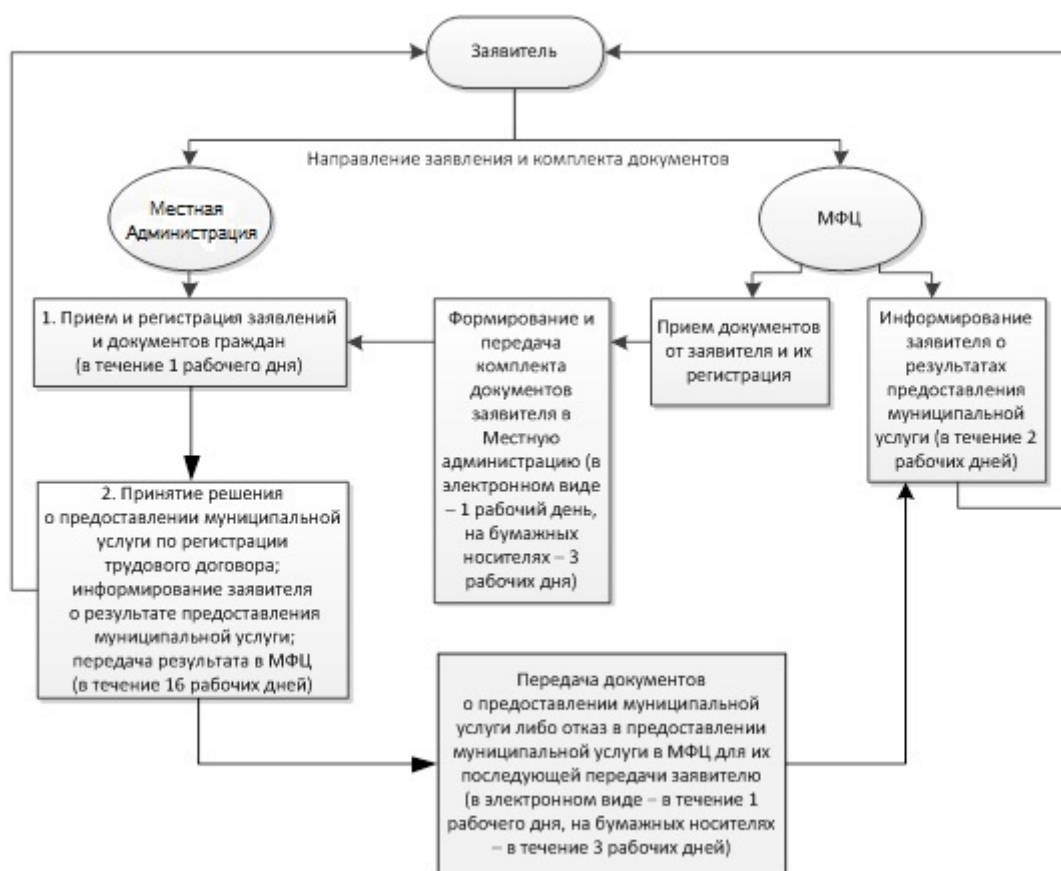 Заявитель
Направление заявления и комплекта документов
Местная
Администрация
МФЦ
1. Прием и регистрация заявлений
и документов граждан
(в течение 1 рабочего дня)
Формирование и
передача
комплекта
документов
заявителя в
Местную
администрацию (в
электронном виде
– 1 рабочий день,
на бумажных
носителях – 3
рабочих дня)
Прием документов
от заявителя и их
регистрация
Информирование
заявителя о
результатах
предоставления
муниципальной
услуги (в течение 2
рабочих дней)
2. Принятие решения
о предоставлении муниципальной
услуги по регистрации
трудового договора;
информирование заявителя
о результате предоставления
муниципальной услуги;
передача результата в МФЦ
(в течение 16 рабочих дней)
Передача документов
о предоставлении муниципальной
услуги либо отказ в предоставлении
муниципальной услуги в МФЦ для их
последующей передачи заявителю
(в электронном виде – в течение 1
рабочего дня, на бумажных носителях
– в течение 3 рабочих дней)